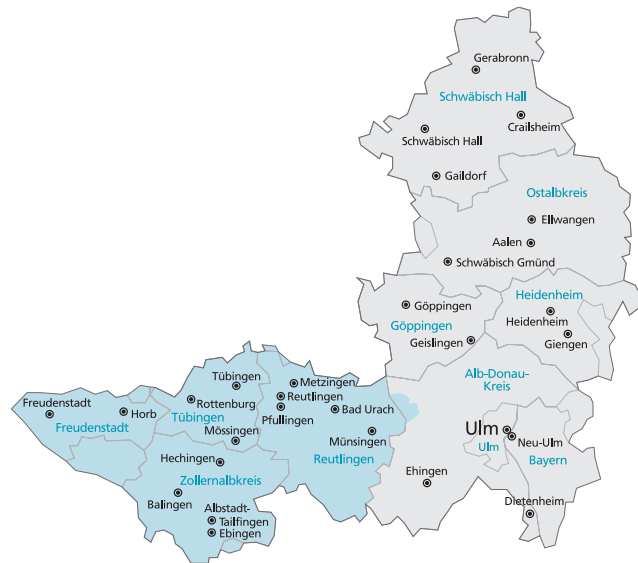 Gerabronn
Schwäbisch Hall
Crailsheim
Schwäbisch Hall
Gaildorf
Ostalbkreis
Ellwangen
Aalen
Schwäbisch Gmünd
Heidenheim
Göppingen
Heidenheim
Göppingen
Giengen
Geislingen
Alb-Donau-
Kreis
Tübingen
Metzingen
Reutlingen
Rottenburg
Pfullingen
Bad Urach
Freudenstadt
Horb
Tübingen
Freudenstadt
Mössingen
Münsingen
Reutlingen
Ulm
Neu-Ulm
Ulm
Bayern
Hechingen
Zollernalbkreis
Ehingen
Balingen
Albstadt-
Tailfingen
Ebingen
Dietenheim